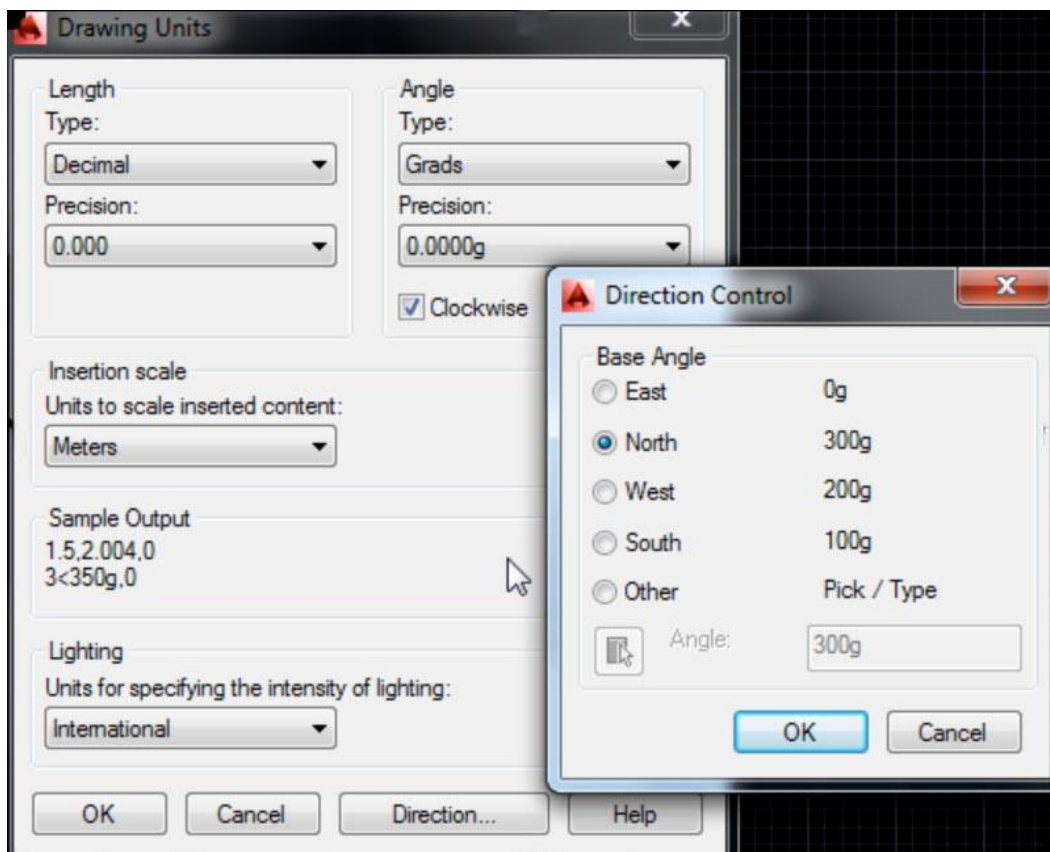 Drawing Units
Length
Type:
Decimal
Precision:
0.000
Angle
Type:
Grads
Precision:
0.0000g
Clockwise
Insertion scale
Units to scale inserted content:
Meters
Sample Output
1.5,2.004,0
3<350g,0
Lighting
Units for specifying the intensity of lighting:
International
OK Cancel Direction... Help
Direction Control
Base Angle
East 0g
North 300g
West 200g
South 100g
Other Pick / Type
Angle: 300g
OK Cancel